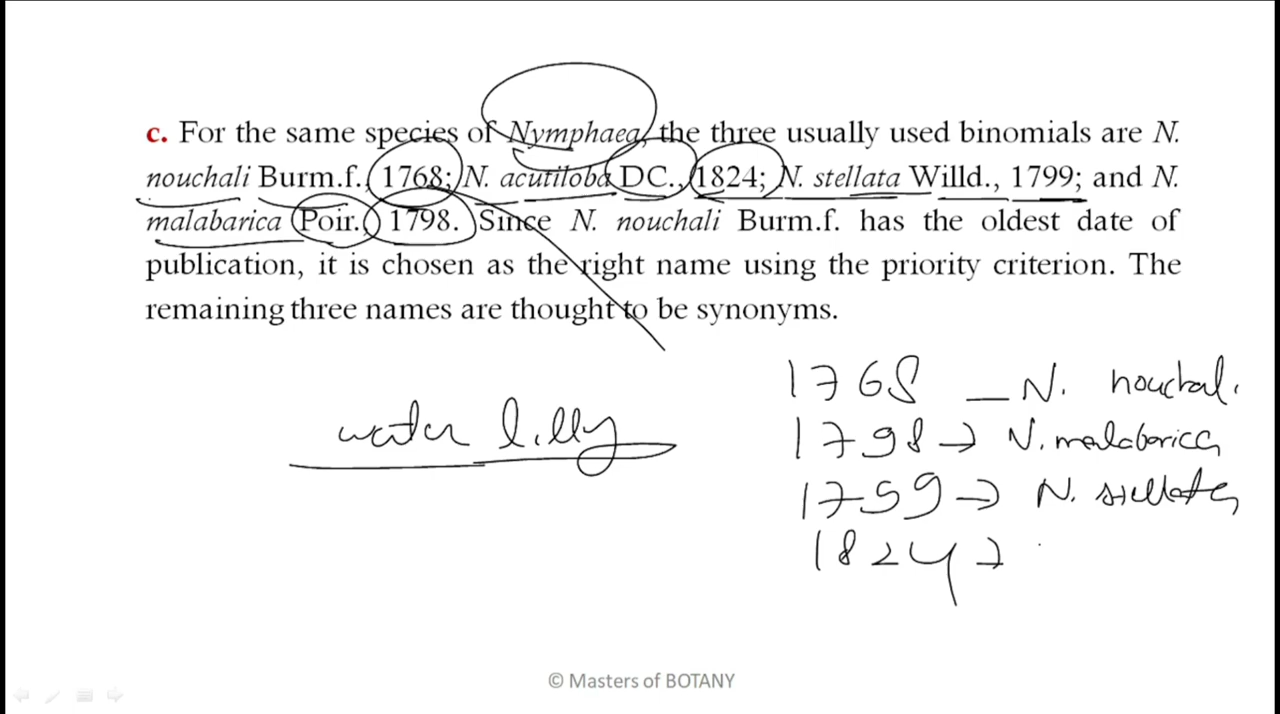 c. For the same species of Nymphaea, the three usually used binomials are N.
nouchali Burm.f., 1768; N. acutiloba DC., 1824; N. stellata Willd., 1799; and N.
malabarica Poir., 1798. Since N. nouchali Burm.f. has the oldest date of
publication, it is chosen as the right name using the priority criterion. The
remaining three names are thought to be synonyms.
1768 _ N. nouchal.
water lilly
1798 → N. malabarica
1759 → N. stellata
1824 →
© Masters of BOTANY